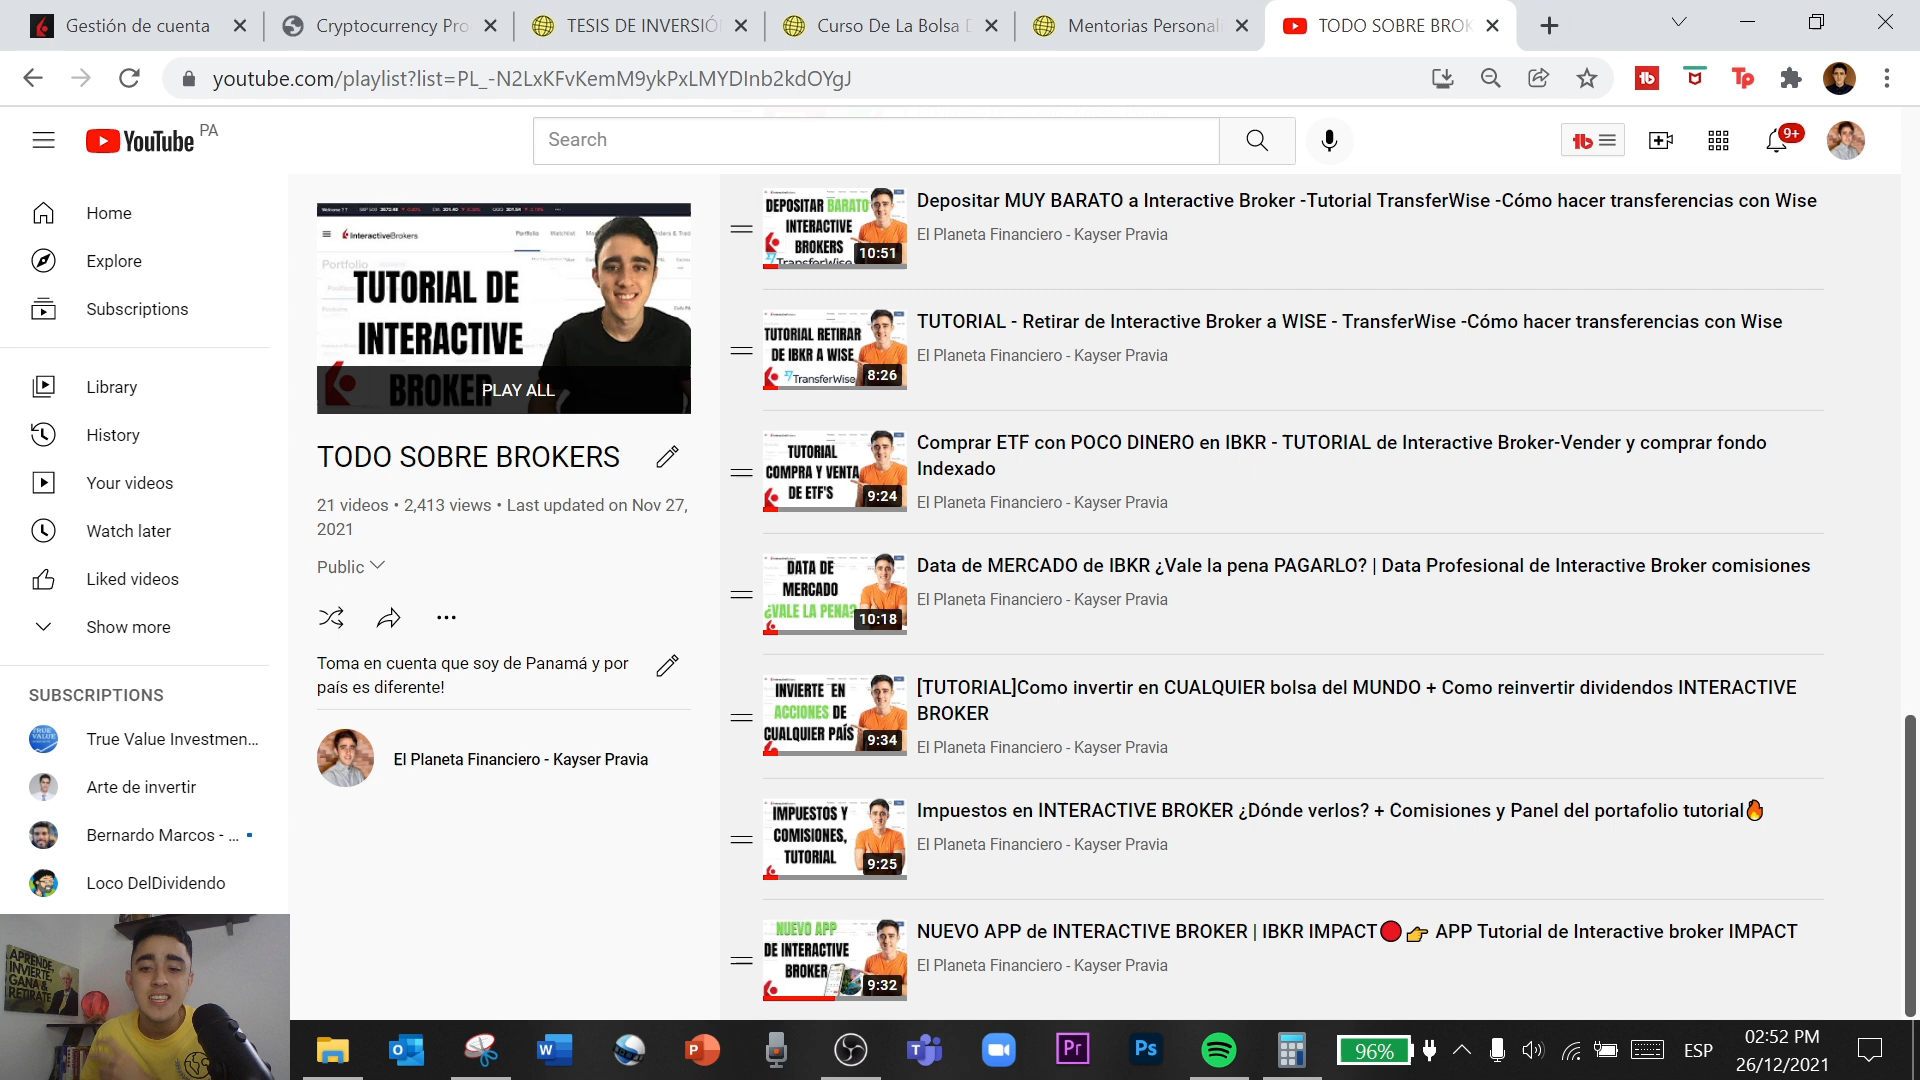 Gestión de cuenta
Cryptocurrency Pro
TESIS DE INVERSIÓN
Curso De La Bolsa D
Mentorias Personal
TODO SOBRE BROK
youtube.com/playlist?list=PL_-N2LxKFvKemM9ykPxLMYDInb2kdOYgJ
YouTube PA
Search
9+
Home
Explore
Subscriptions
Library
History
Your videos
Watch later
Liked videos
Show more
SUBSCRIPTIONS
True Value Investmen...
Arte de invertir
Bernardo Marcos - ...
Loco DelDividendo
InteractiveBrokers
Portfolio
TUTORIAL DE
INTERACTIVE
BROKER
PLAY ALL
TODO SOBRE BROKERS
21 videos • 2,413 views • Last updated on Nov 27,
2021
Public
Toma en cuenta que soy de Panamá y por
país es diferente!
El Planeta Financiero - Kayser Pravia
DEPOSITAR BARATO
INTERACTIVE
BROKERS
TransferWise
10:51
Depositar MUY BARATO a Interactive Broker -Tutorial TransferWise -Cómo hacer transferencias con Wise
El Planeta Financiero - Kayser Pravia
TUTORIAL RETIRAR
DE IBKR A WISE
TransferWise
8:26
TUTORIAL - Retirar de Interactive Broker a WISE - TransferWise -Cómo hacer transferencias con Wise
El Planeta Financiero - Kayser Pravia
TUTORIAL
COMPRA Y VENTA
DE ETF'S
9:24
Comprar ETF con POCO DINERO en IBKR - TUTORIAL de Interactive Broker-Vender y comprar fondo
Indexado
El Planeta Financiero - Kayser Pravia
DATA DE
MERCADO
¿VALE LA PENA?
10:18
Data de MERCADO de IBKR ¿Vale la pena PAGARLO? | Data Profesional de Interactive Broker comisiones
El Planeta Financiero - Kayser Pravia
INVIERTE EN
ACCIONES DE
CUALQUIER PAÍS
9:34
[TUTORIAL]Como invertir en CUALQUIER bolsa del MUNDO + Como reinvertir dividendos INTERACTIVE
BROKER
El Planeta Financiero - Kayser Pravia
IMPUESTOS Y
COMISIONES,
TUTORIAL
9:25
Impuestos en INTERACTIVE BROKER ¿Dónde verlos? + Comisiones y Panel del portafolio tutorial🔥
El Planeta Financiero - Kayser Pravia
NUEVO APP
DE INTERACTIVE
BROKER
9:32
NUEVO APP de INTERACTIVE BROKER | IBKR IMPACT🔴👉 APP Tutorial de Interactive broker IMPACT
El Planeta Financiero - Kayser Pravia
APRENDE,
INVIERTE,
GANA &
RETIRATE
96%
ESP
02:52 PM
26/12/2021